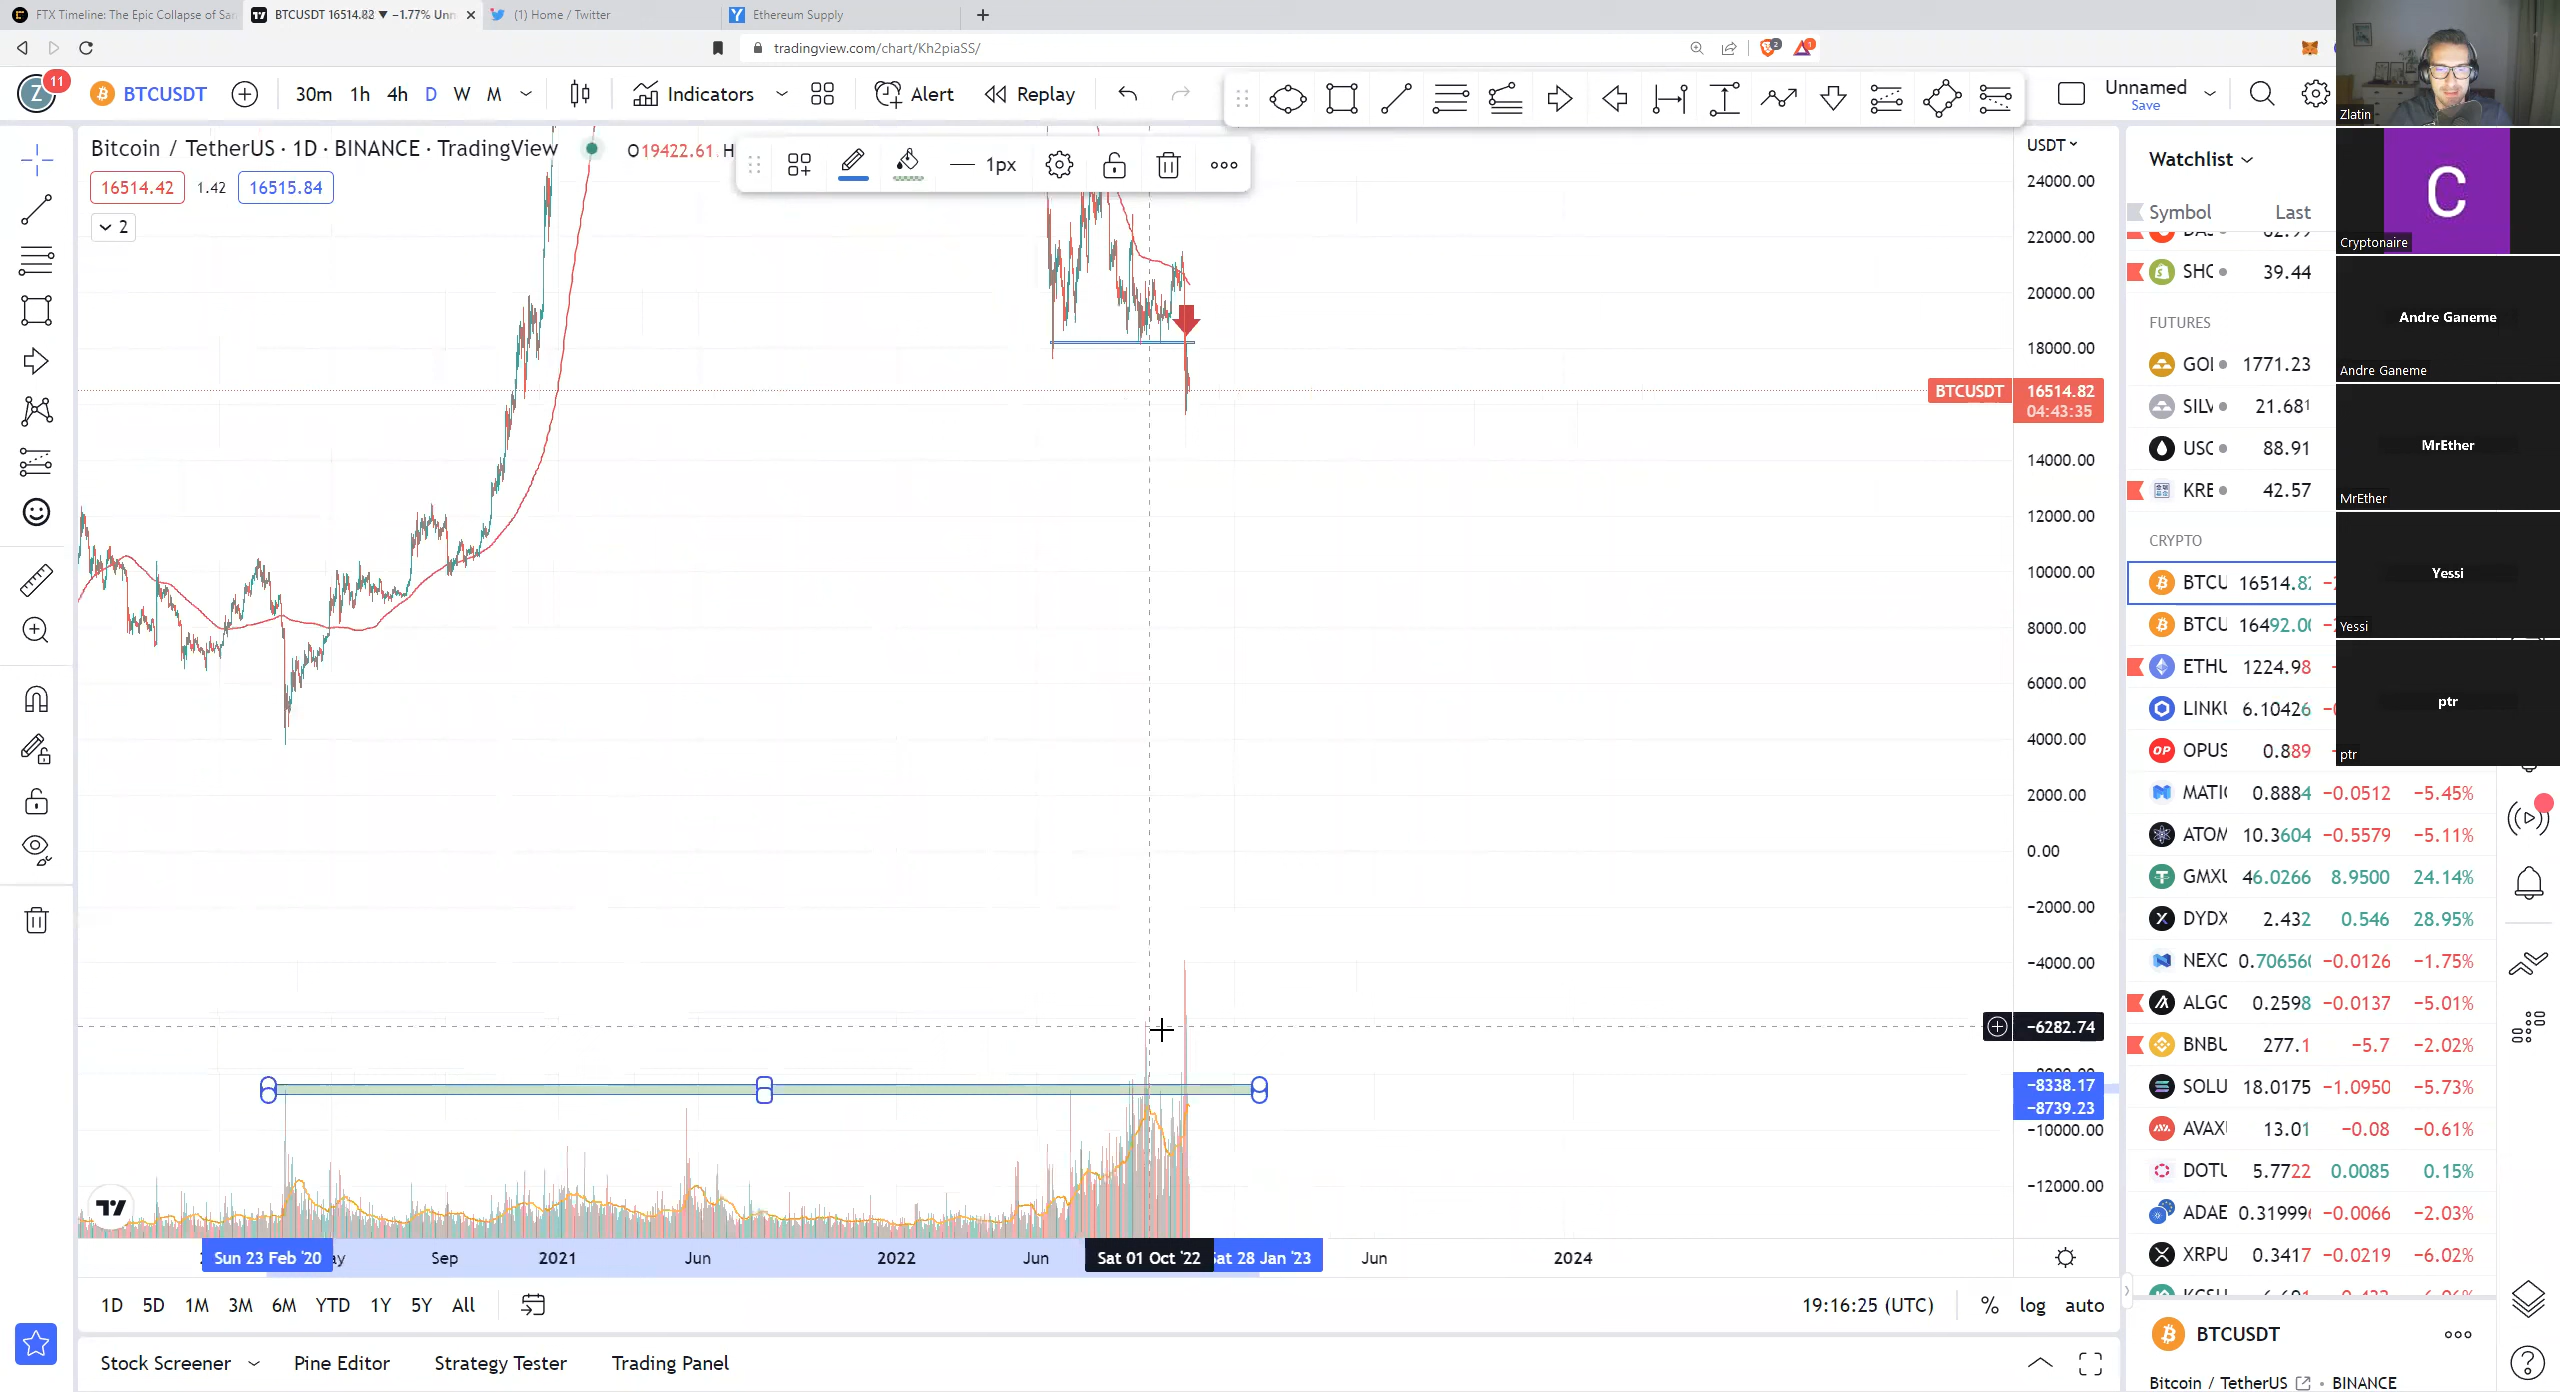 FTX Timeline: The Epic Collapse of Sa
BTCUSDT 16514.82 ▼ −1.77% Unn
(1) Home / Twitter
Ethereum Supply
tradingview.com/chart/Kh2piaSS/
2
1
Z
11
BTCUSDT
30m
1h
4h
D
W
M
Indicators
Alert
Replay
Unnamed
Save
Bitcoin / TetherUS · 1D · BINANCE · TradingView
O19422.61
H
1px
16514.42
1.42
16515.84
2
USDT
24000.00
22000.00
20000.00
18000.00
BTCUSDT
16514.82
04:43:35
14000.00
12000.00
10000.00
8000.00
6000.00
4000.00
2000.00
0.00
−2000.00
−4000.00
−6282.74
−8338.17
−8739.23
−10000.00
−12000.00
Sun 23 Feb '20
ay
Sep
2021
Jun
2022
Jun
Sat 01 Oct '22
Sat 28 Jan '23
Jun
2024
1D
5D
1M
3M
6M
YTD
1Y
5Y
All
19:16:25 (UTC)
%
log
auto
Stock Screener
Pine Editor
Strategy Tester
Trading Panel
Watchlist
Symbol
Last
SHC
39.44
FUTURES
GOI
1771.23
SILV
21.681
USC
88.91
KRE
42.57
CRYPTO
BTCU
16514.82
BTCU
16492.00
ETHU
1224.98
LINKU
6.10426
OPUS
0.889
MATIC
0.8884 −0.0512 −5.45%
ATOM
10.3604 −0.5579 −5.11%
GMXU
46.0266 8.9500 24.14%
DYDX
2.432 0.546 28.95%
NEXO
0.706560 −0.0126 −1.75%
ALGO
0.2598 −0.0137 −5.01%
BNBU
277.1 −5.7 −2.02%
SOLU
18.0175 −1.0950 −5.73%
AVAX
13.01 −0.08 −0.61%
DOTU
5.7722 0.0085 0.15%
ADAE
0.31999 −0.0066 −2.03%
XRPU
0.3417 −0.0219 −6.02%
BTCUSDT
Bitcoin / TetherUS
BINANCE
Zlatin
C
Cryptonaire
Andre Ganeme
Andre Ganeme
MrEther
MrEther
Yessi
Yessi
ptr
ptr